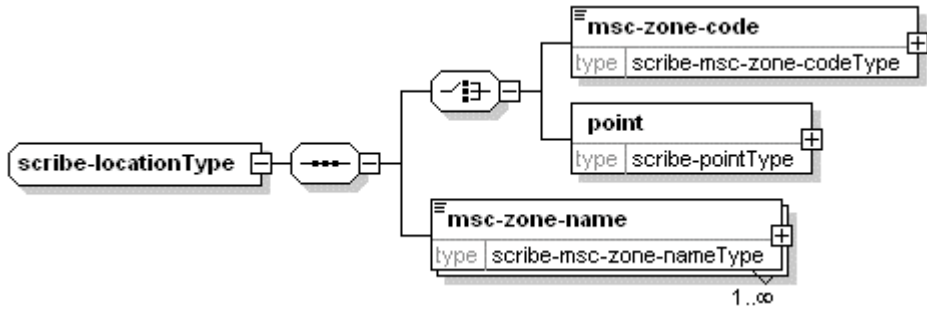 msc-zone-code
type scribe-msc-zone-codeType
point
type scribe-pointType
scribe-locationType
msc-zone-name
type scribe-msc-zone-nameType
1..∞